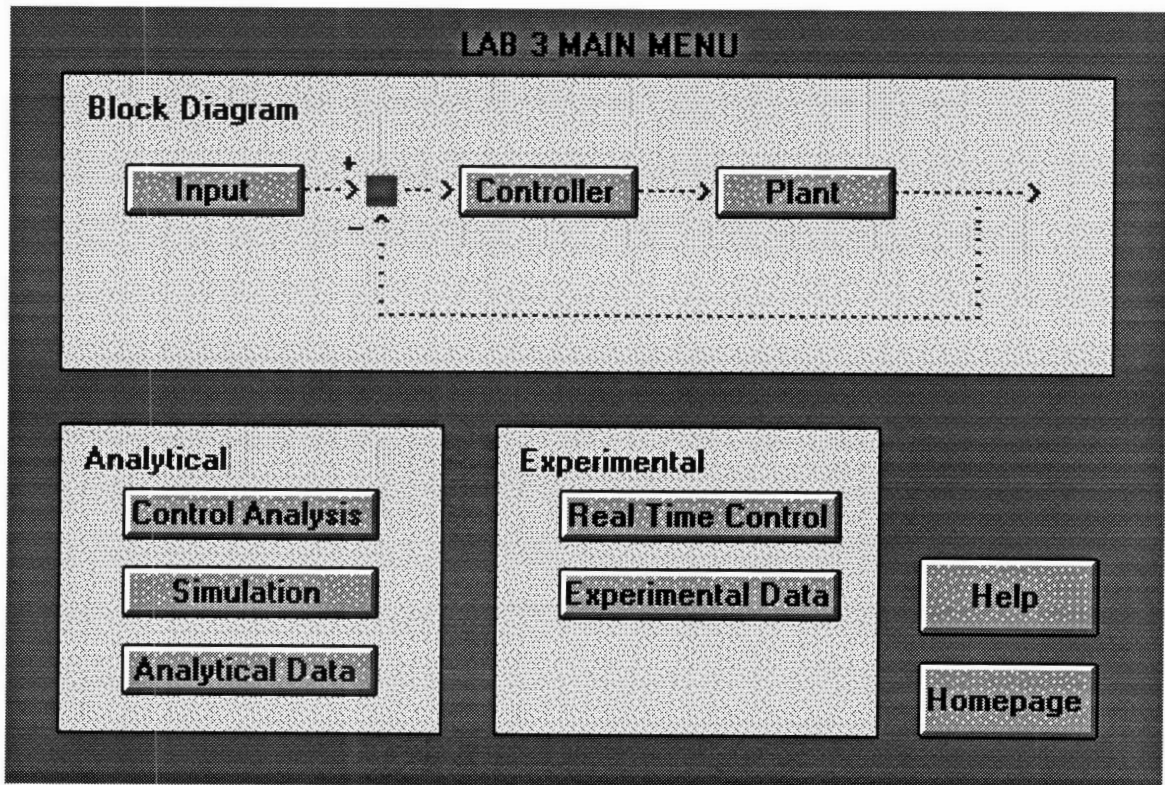 LAB 3 MAIN MENU
Block Diagram
+
Input
Controller
Plant
−
Analytical
Control Analysis
Simulation
Analytical Data
Experimental
Real Time Control
Experimental Data
Help
Homepage